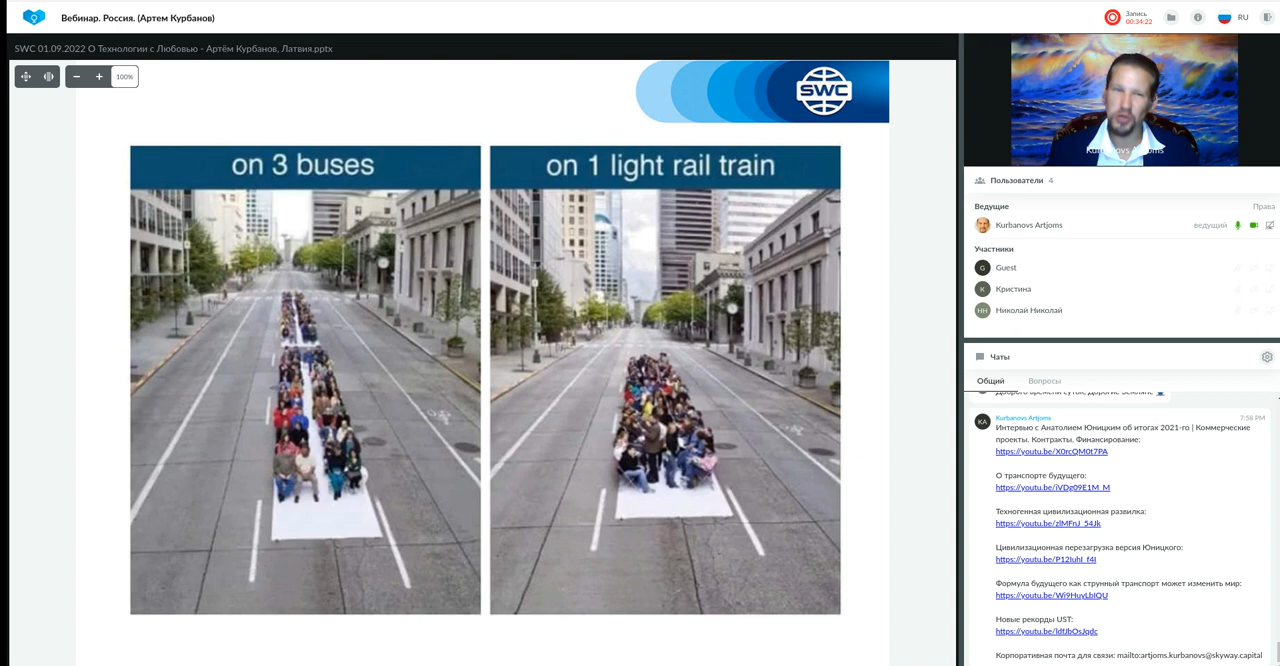 Вебинар. Россия. (Артем Курбанов)
Запись
00:34:22
RU
SWC 01.09.2022 О Технологии с Любовью - Артём Курбанов, Латвия.pptx
100%
SWC
on 3 buses
on 1 light rail train
Пользователи 4
Ведущие
Права
Kurbanovs Artjoms
ведущий
Участники
G
Guest
К
Кристина
НН
Николай Николай
Чаты
Общий
Вопросы
KA
Kurbanovs Artjoms
7:58 PM
Интервью с Анатолием Юницким об итогах 2021-го | Коммерческие
проекты. Контракты. Финансирование:
https://youtu.be/X0rcQM0t7PA
О транспорте будущего:
https://youtu.be/iVDg09E1M_M
Техногенная цивилизационная развилка:
https://youtu.be/zlMFnJ_54Jk
Цивилизационная перезагрузка версия Юницкого:
https://youtu.be/P12IuhI_f4I
Формула будущего как струнный транспорт может изменить мир:
https://youtu.be/Wi9HuyLbIQU
Новые рекорды UST:
https://youtu.be/ldfJbOsJqdc
Корпоративная почта для связи: mailto:artjoms.kurbanovs@skyway.capital